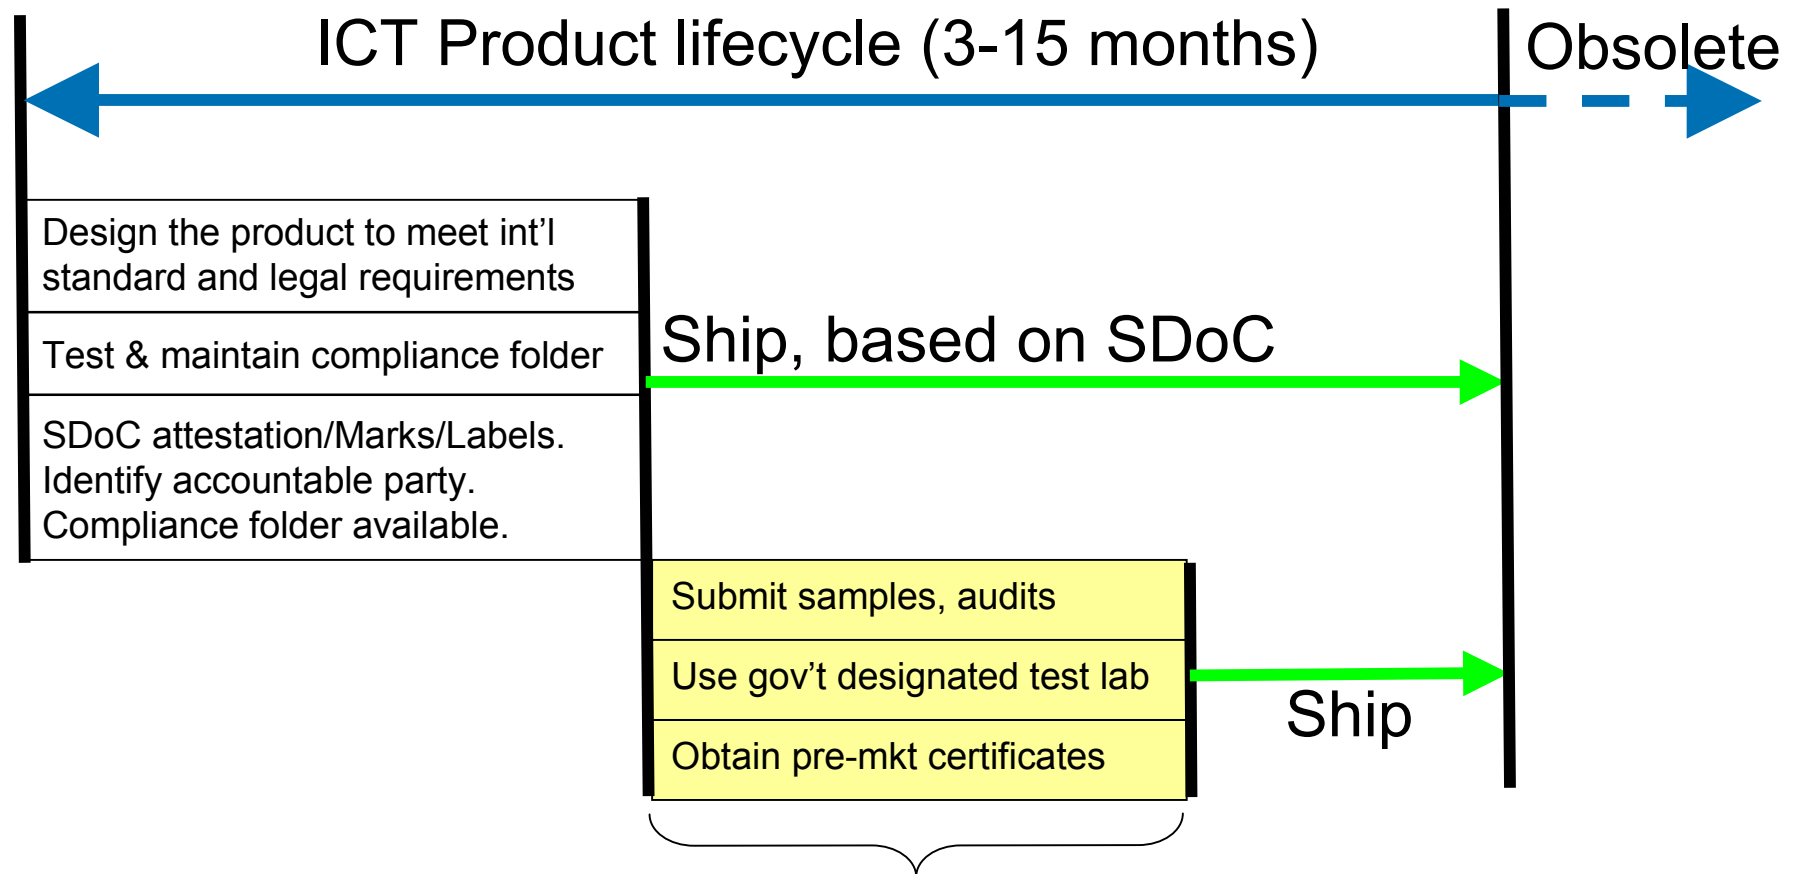 ICT Product lifecycle (3-15 months)
Obsolete
Design the product to meet int’l
standard and legal requirements
Test & maintain compliance folder
Ship, based on SDoC
SDoC attestation/Marks/Labels.
Identify accountable party.
Compliance folder available.
Submit samples, audits
Use gov’t designated test lab
Ship
Obtain pre-mkt certificates